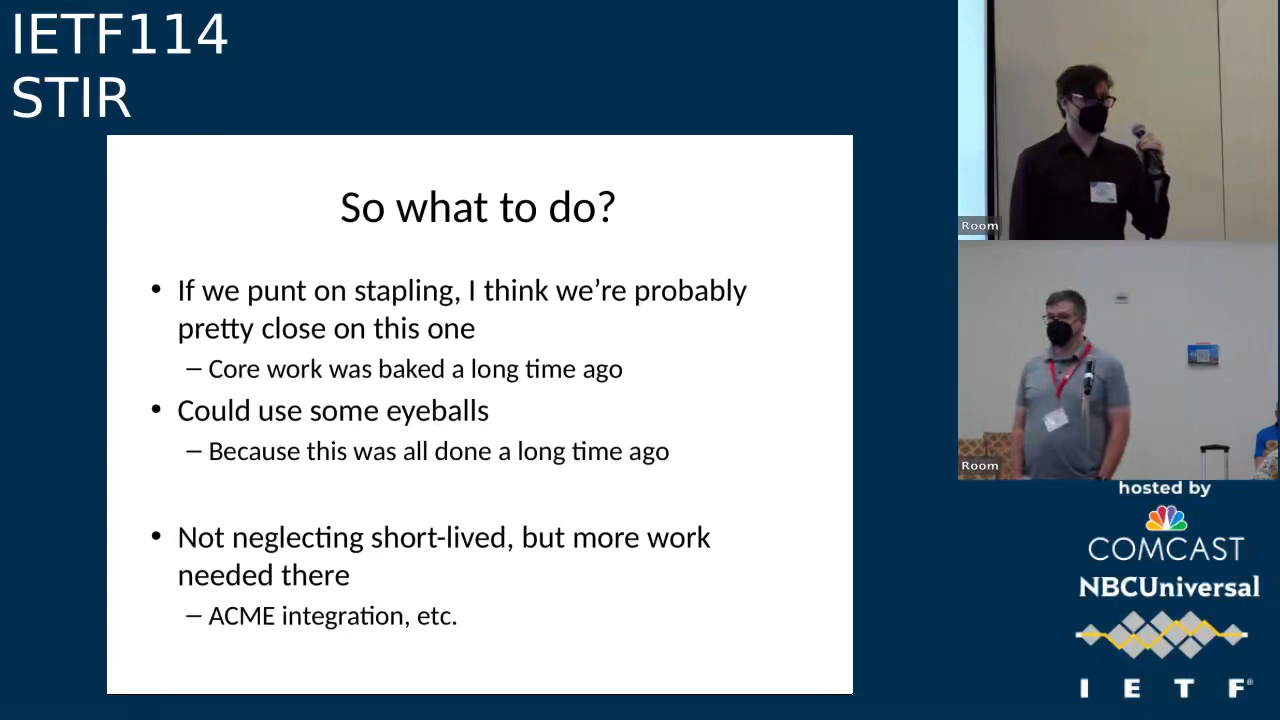 IETF114
STIR
So what to do?
• If we punt on stapling, I think we’re probably
pretty close on this one
– Core work was baked a long time ago
• Could use some eyeballs
– Because this was all done a long time ago
• Not neglecting short-lived, but more work
needed there
– ACME integration, etc.
Room
Room
hosted by
COMCAST
NBCUniversal
I E T F®